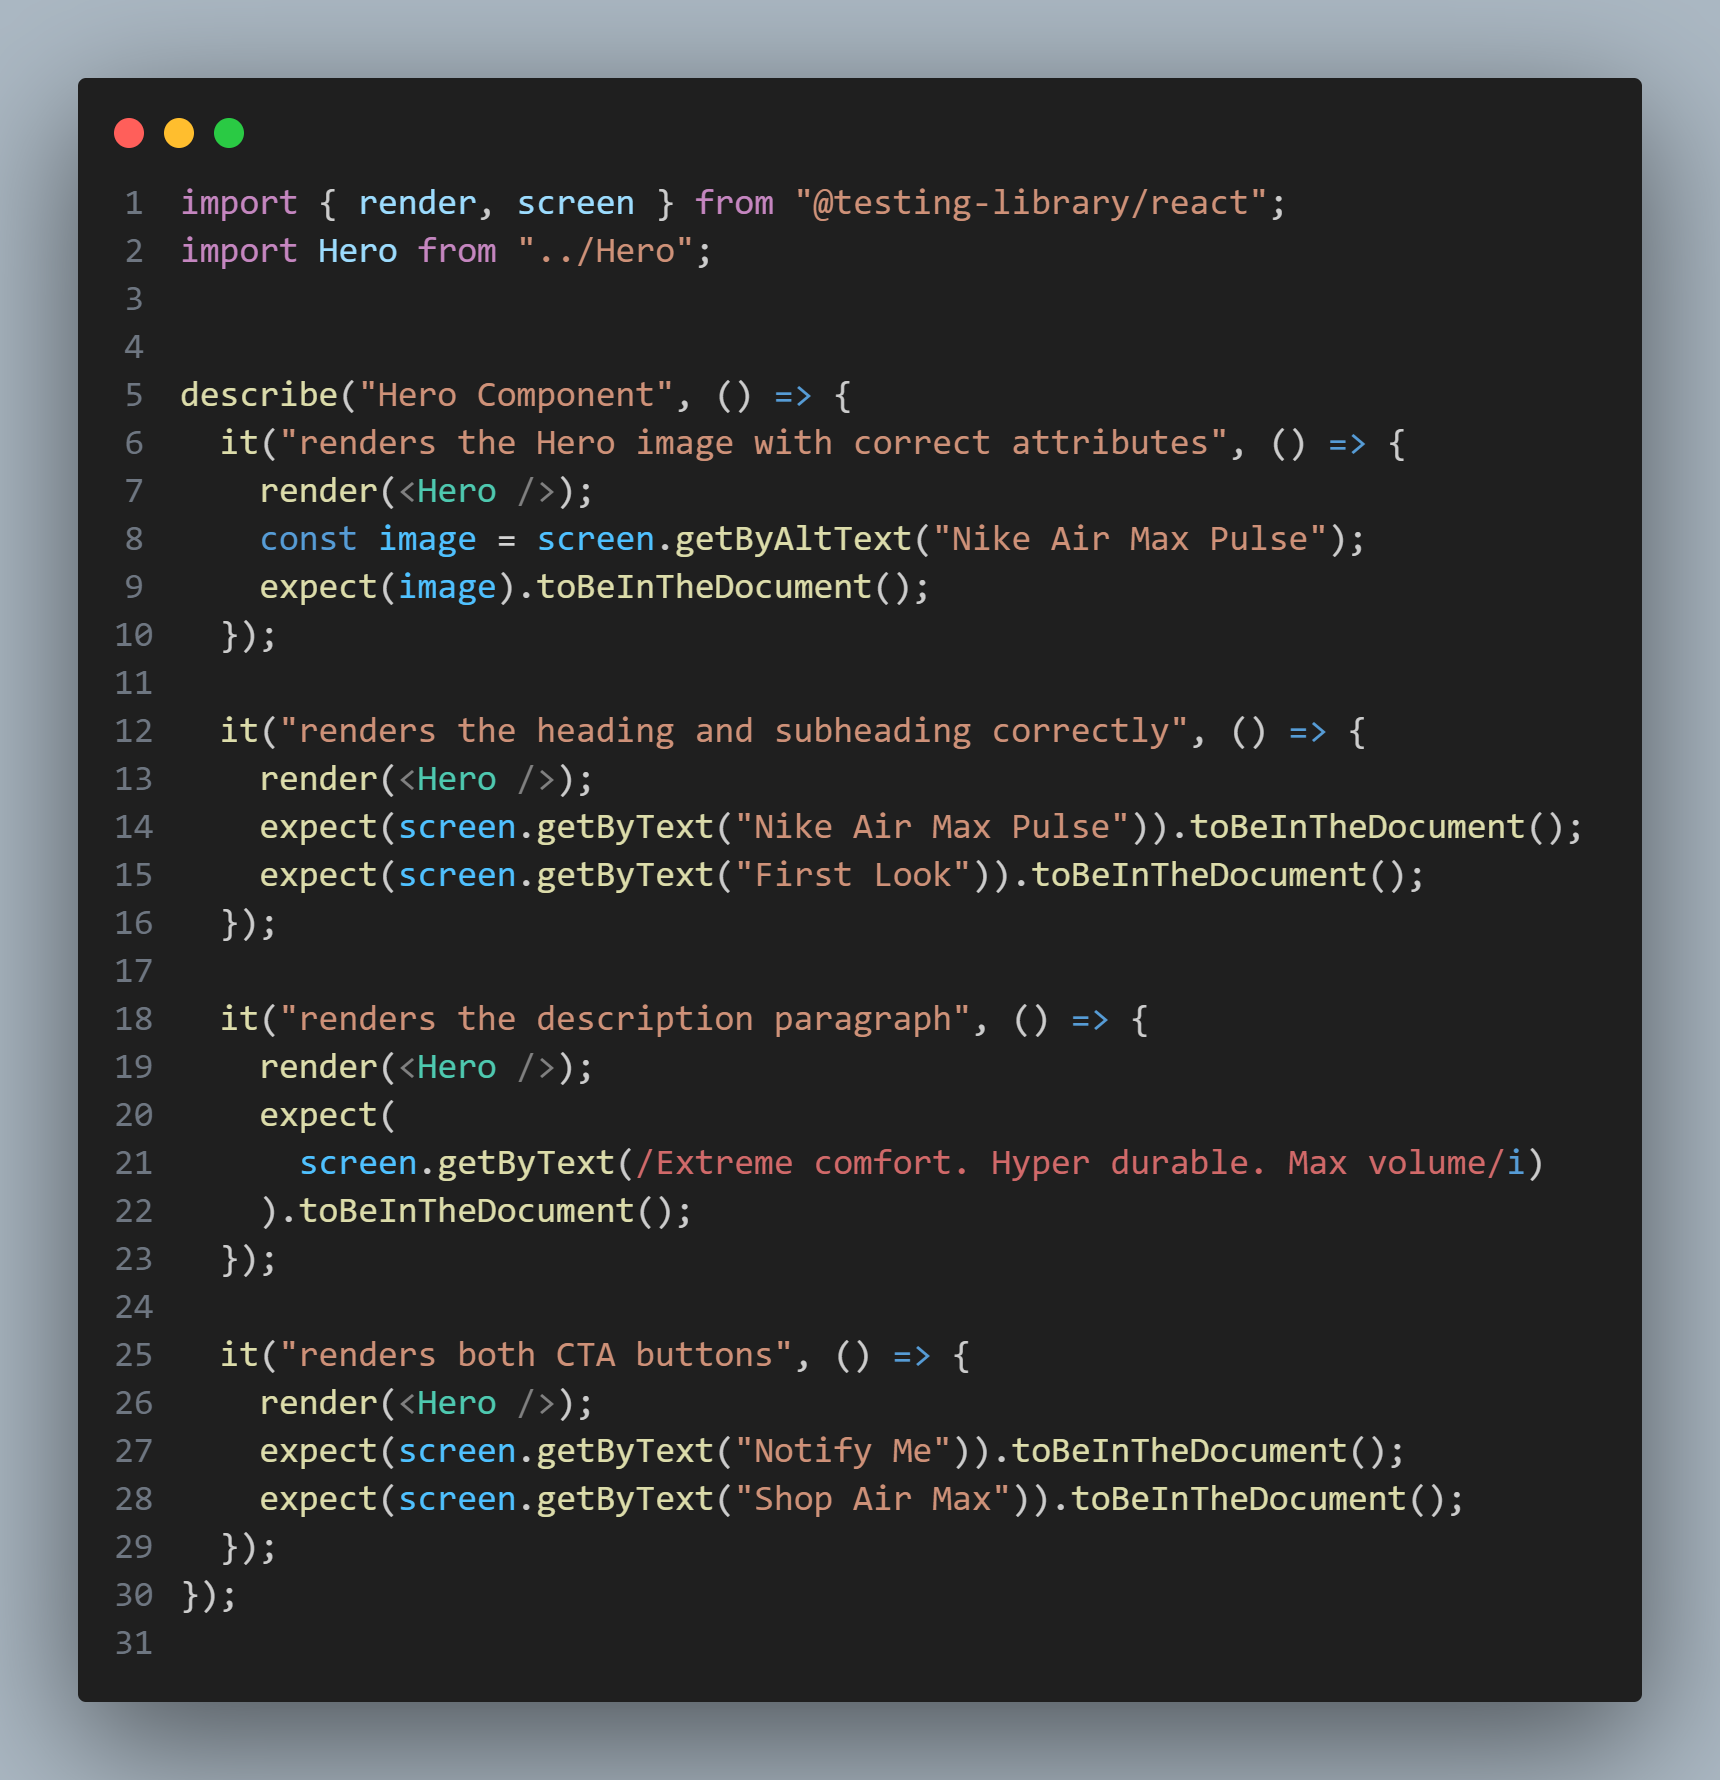 1 import { render, screen } from "@testing-library/react";
2 import Hero from "../Hero";
3
4
5 describe("Hero Component", () => {
6   it("renders the Hero image with correct attributes", () => {
7     render(<Hero />);
8     const image = screen.getByAltText("Nike Air Max Pulse");
9     expect(image).toBeInTheDocument();
10   });
11
12   it("renders the heading and subheading correctly", () => {
13     render(<Hero />);
14     expect(screen.getByText("Nike Air Max Pulse")).toBeInTheDocument();
15     expect(screen.getByText("First Look")).toBeInTheDocument();
16   });
17
18   it("renders the description paragraph", () => {
19     render(<Hero />);
20     expect(
21       screen.getByText(/Extreme comfort. Hyper durable. Max volume/i)
22     ).toBeInTheDocument();
23   });
24
25   it("renders both CTA buttons", () => {
26     render(<Hero />);
27     expect(screen.getByText("Notify Me")).toBeInTheDocument();
28     expect(screen.getByText("Shop Air Max")).toBeInTheDocument();
29   });
30 });
31